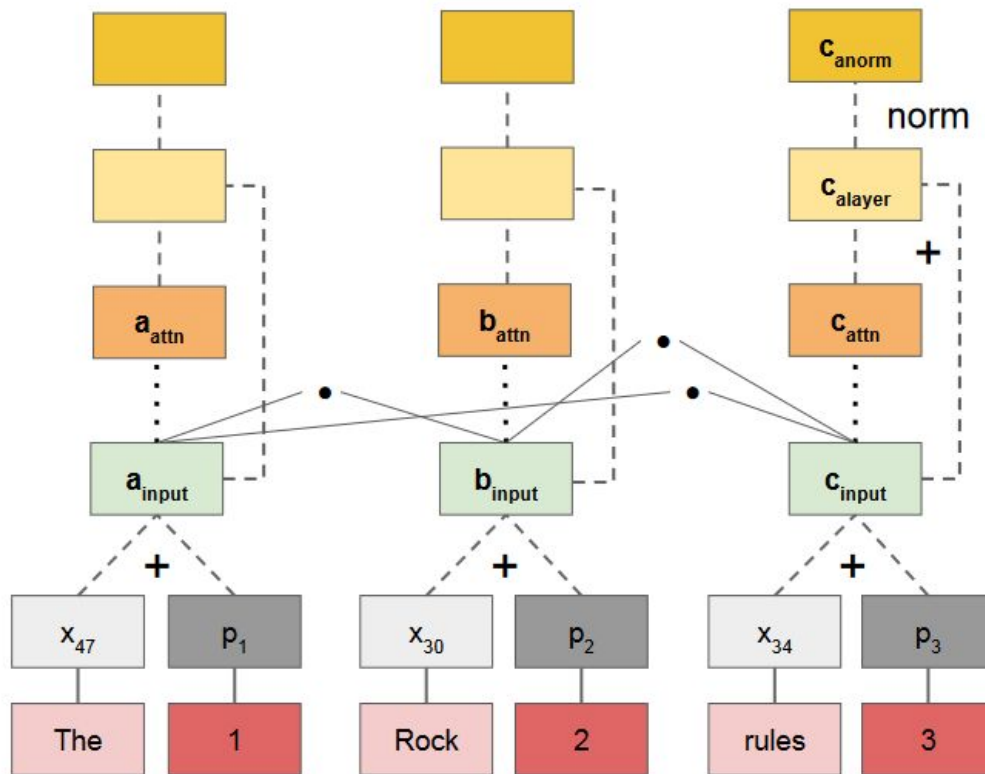 c_anorm
norm
c_alayer
+
a_attn b_attn c_attn
• •
•
a_input b_input c_input
+ + +
x_47 p_1 x_30 p_2 x_34 p_3
The 1 Rock 2 rules 3